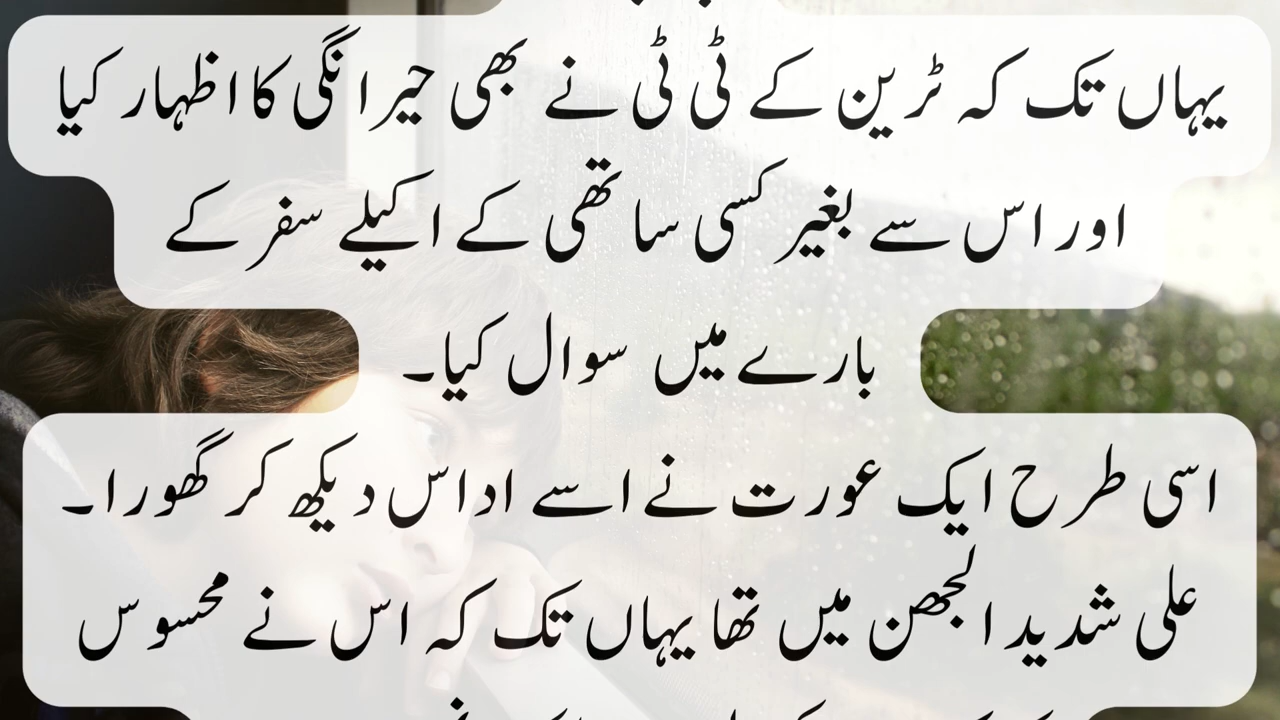 یہاں تک کہ ٹرین کے ٹی ٹی نے بھی حیرانگی کا اظہار کیا
اور اس سے بغیر کسی ساتھی کے اکیلے سفر کے
بارے میں سوال کیا۔
اسی طرح ایک عورت نے اسے اداس دیکھ کر گھورا۔
علی شدید الجھن میں تھا یہاں تک کہ اس نے محسوس